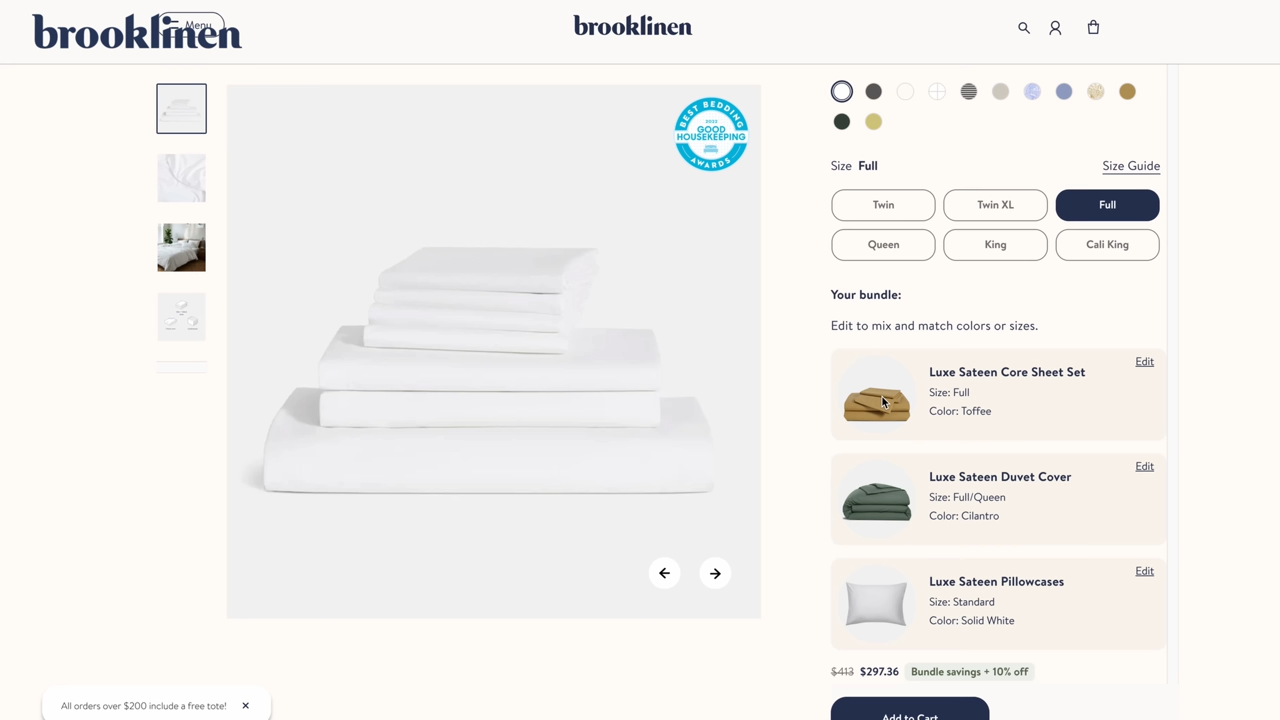 brooklinen
Menu
brooklinen
BEST BEDDING
2023
GOOD
HOUSEKEEPING
AWARDS
Size Full
Size Guide
Twin
Twin XL
Full
Queen
King
Cali King
Your bundle:
Edit to mix and match colors or sizes.
Luxe Sateen Core Sheet Set
Edit
Size: Full
Color: Toffee
Luxe Sateen Duvet Cover
Edit
Size: Full/Queen
Color: Cilantro
Luxe Sateen Pillowcases
Edit
Size: Standard
Color: Solid White
$413 $297.36 Bundle savings + 10% off
All orders over $200 include a free tote!
Add to Cart